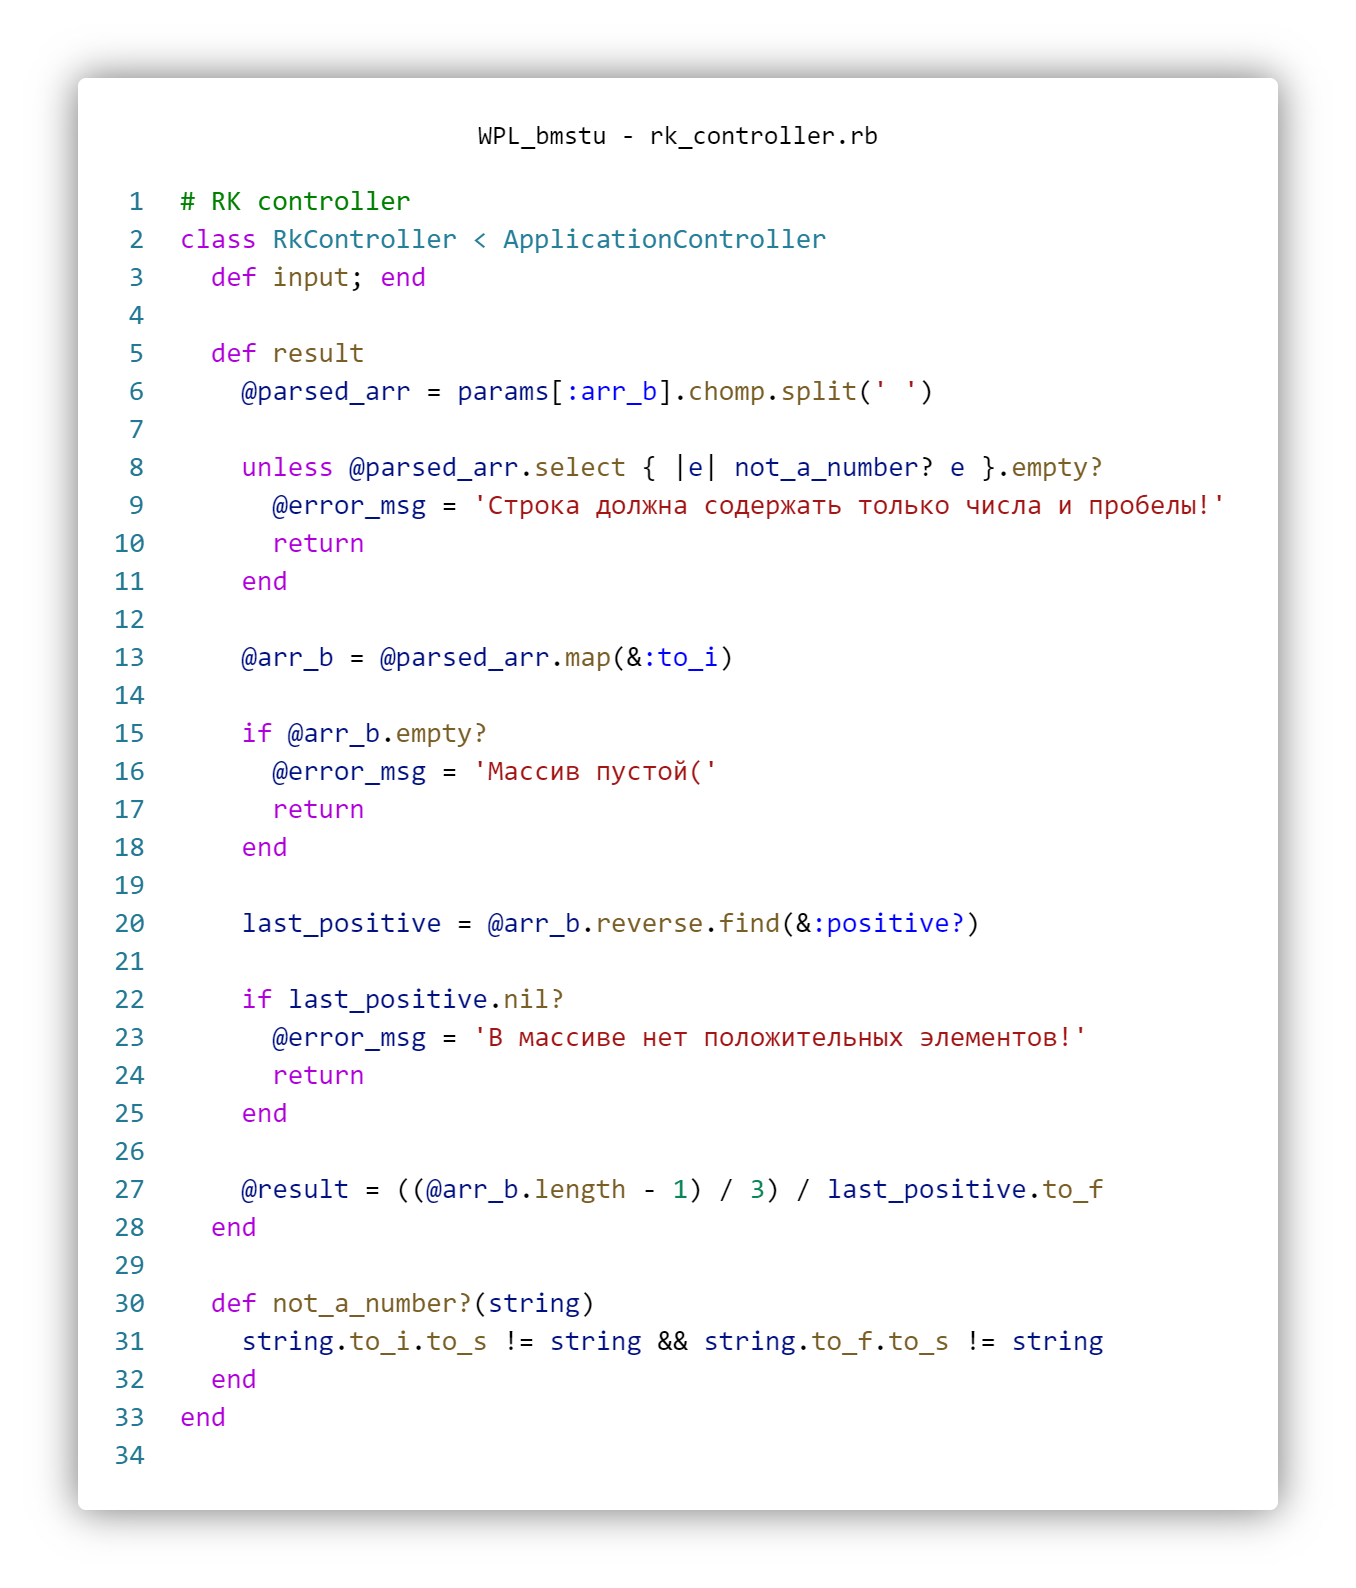 WPL_bmstu - rk_controller.rb
1 # RK controller
2 class RkController < ApplicationController
3   def input; end
4
5   def result
6     @parsed_arr = params[:arr_b].chomp.split(' ')
7
8     unless @parsed_arr.select { |e| not_a_number? e }.empty?
9       @error_msg = 'Строка должна содержать только числа и пробелы!'
10       return
11     end
12
13     @arr_b = @parsed_arr.map(&:to_i)
14
15     if @arr_b.empty?
16       @error_msg = 'Массив пустой('
17       return
18     end
19
20     last_positive = @arr_b.reverse.find(&:positive?)
21
22     if last_positive.nil?
23       @error_msg = 'В массиве нет положительных элементов!'
24       return
25     end
26
27     @result = ((@arr_b.length - 1) / 3) / last_positive.to_f
28   end
29
30   def not_a_number?(string)
31     string.to_i.to_s != string && string.to_f.to_s != string
32   end
33 end
34